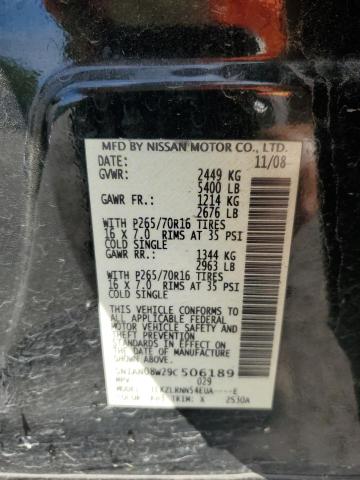 MFD BY NISSAN MOTOR CO., LTD.
DATE: 11/08
GVWR: 2449 KG
5400 LB
GAWR FR.: 1214 KG
2676 LB
WITH P265/70R16 TIRES
16 X 7.0 RIMS AT 35 PSI
COLD SINGLE
GAWR RR.: 1344 KG
2963 LB
WITH P265/70R16 TIRES
16 X 7.0 RIMS AT 35 PSI
COLD SINGLE
THIS VEHICLE CONFORMS TO
ALL APPLICABLE FEDERAL
MOTOR VEHICLE SAFETY AND
THEFT PREVENTION
STANDARDS IN EFFECT ON
THE DATE OF MANUFACTURE
SHOWN ABOVE.
5N1AN08W29C506189
MPV 029
TRIM: X 2530A